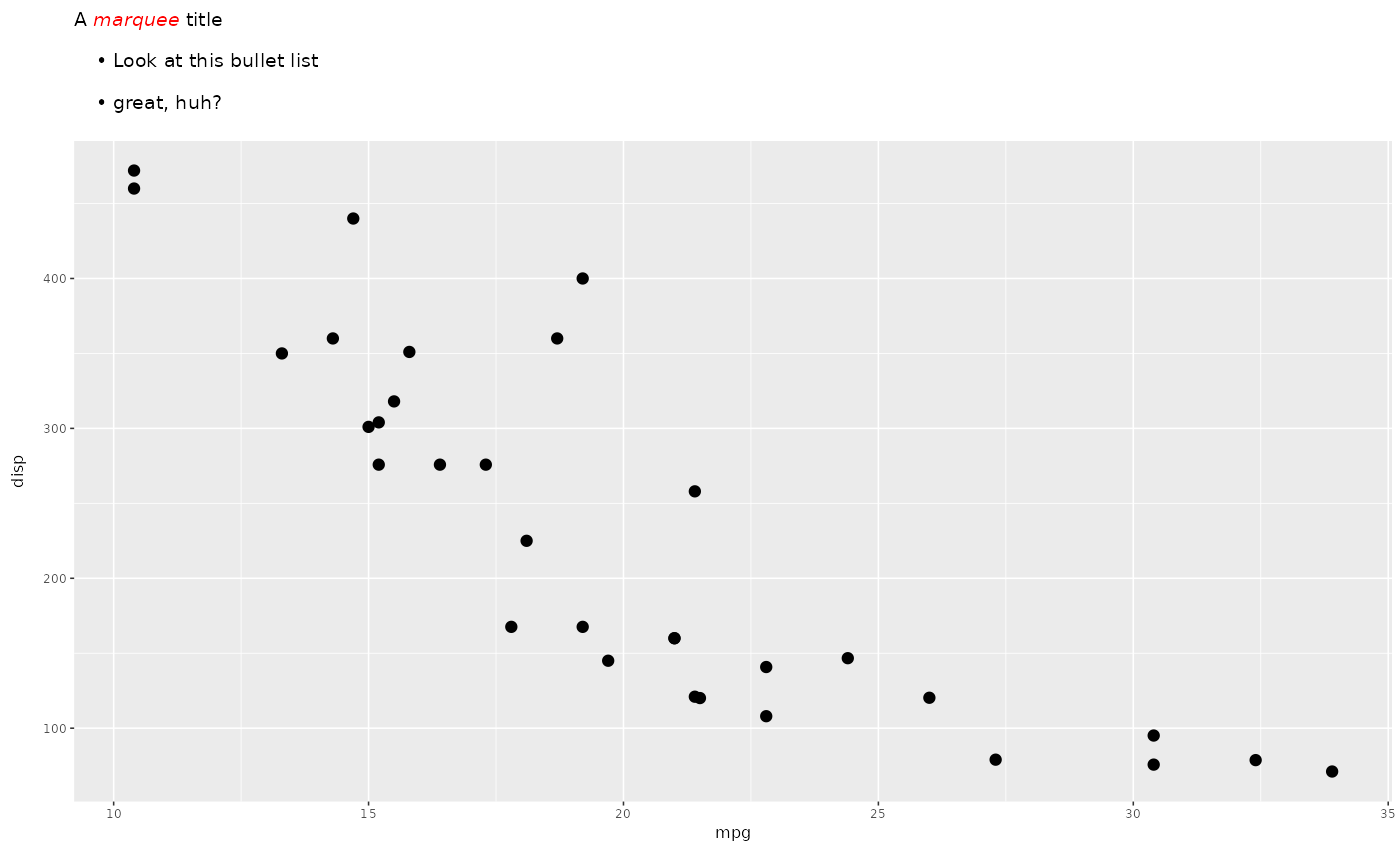 A marquee title
• Look at this bullet list
• great, huh?
400
300
200
100
disp
10 15 20 25 30 35
mpg